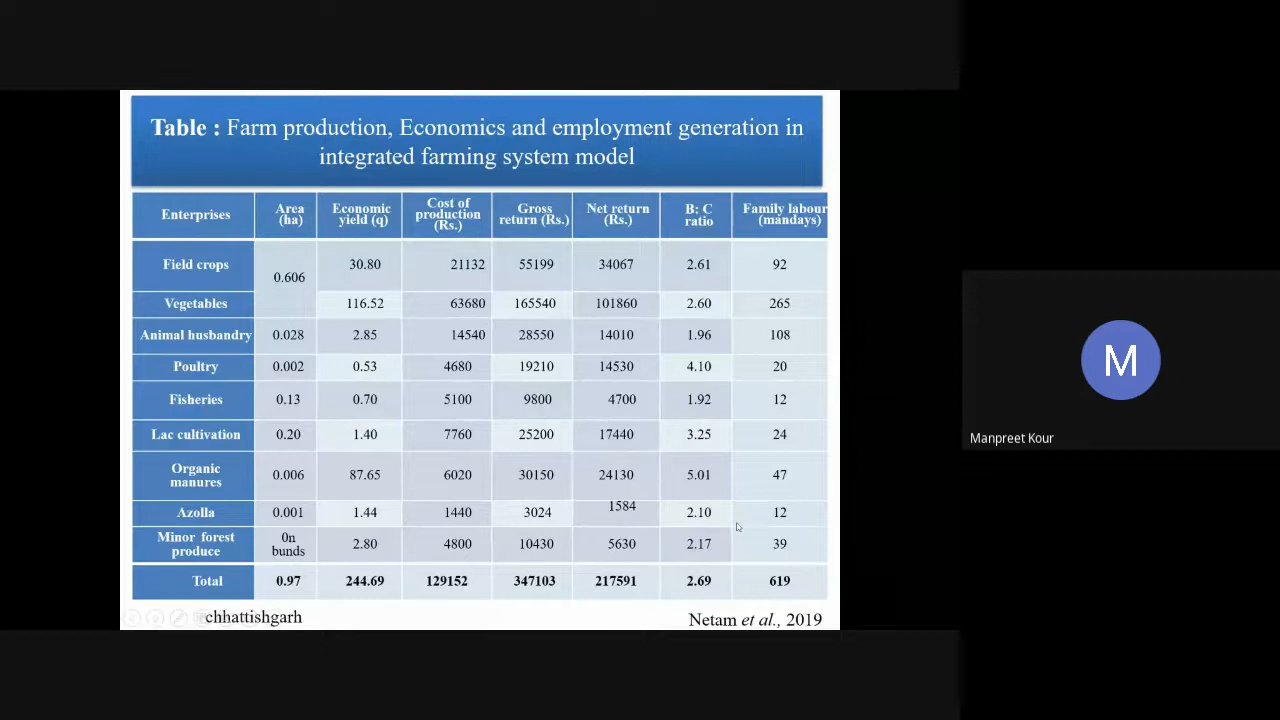 Table : Farm production, Economics and employment generation in
integrated farming system model
Enterprises Area (ha) Economic yield (q) Cost of production (Rs.) Gross return (Rs.) Net return (Rs.) B: C ratio Family labour (mandays)
Field crops 0.606 30.80 21132 55199 34067 2.61 92
Vegetables 116.52 63680 165540 101860 2.60 265
Animal husbandry 0.028 2.85 14540 28550 14010 1.96 108
Poultry 0.002 0.53 4680 19210 14530 4.10 20
Fisheries 0.13 0.70 5100 9800 4700 1.92 12
Lac cultivation 0.20 1.40 7760 25200 17440 3.25 24
Organic manures 0.006 87.65 6020 30150 24130 5.01 47
Azolla 0.001 1.44 1440 3024 1584 2.10 12
Minor forest produce 0n bunds 2.80 4800 10430 5630 2.17 39
Total 0.97 244.69 129152 347103 217591 2.69 619
chhattishgarh
Netam et al., 2019
M
Manpreet Kour